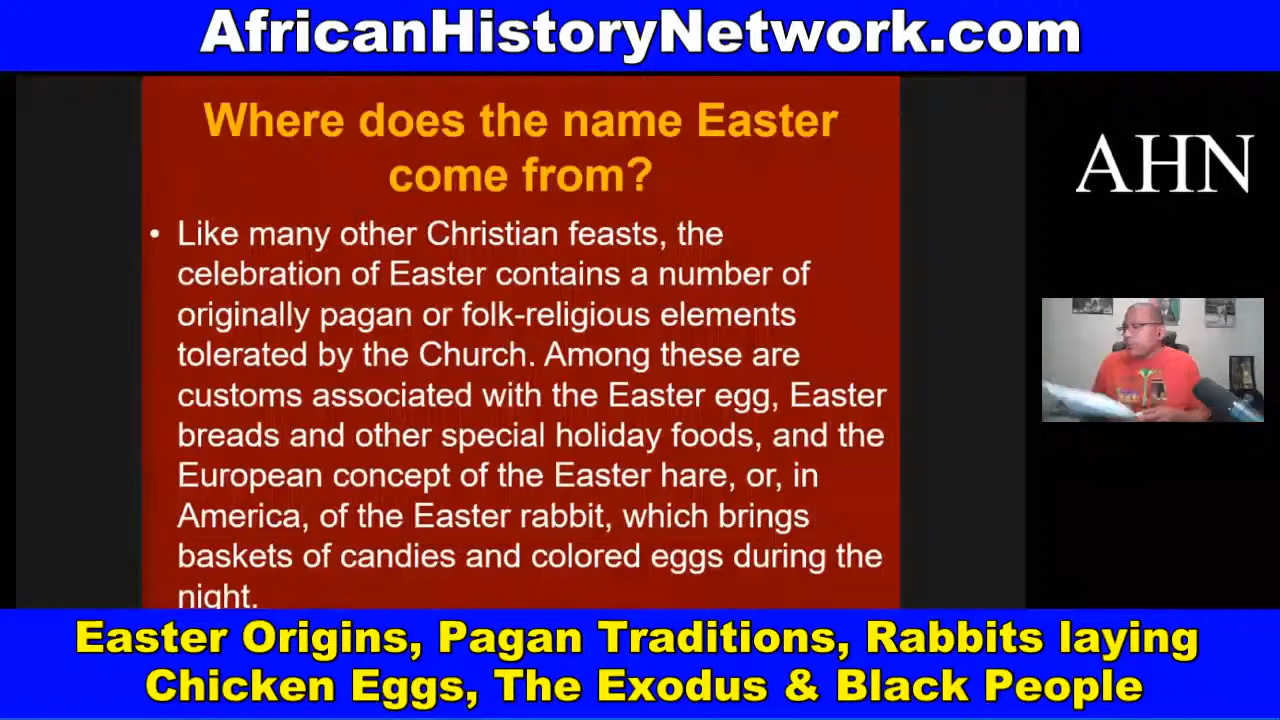 AfricanHistoryNetwork.com
Where does the name Easter
come from?
• Like many other Christian feasts, the
celebration of Easter contains a number of
originally pagan or folk-religious elements
tolerated by the Church. Among these are
customs associated with the Easter egg, Easter
breads and other special holiday foods, and the
European concept of the Easter hare, or, in
America, of the Easter rabbit, which brings
baskets of candies and colored eggs during the
night.
AHN
Easter Origins, Pagan Traditions, Rabbits laying
Chicken Eggs, The Exodus & Black People